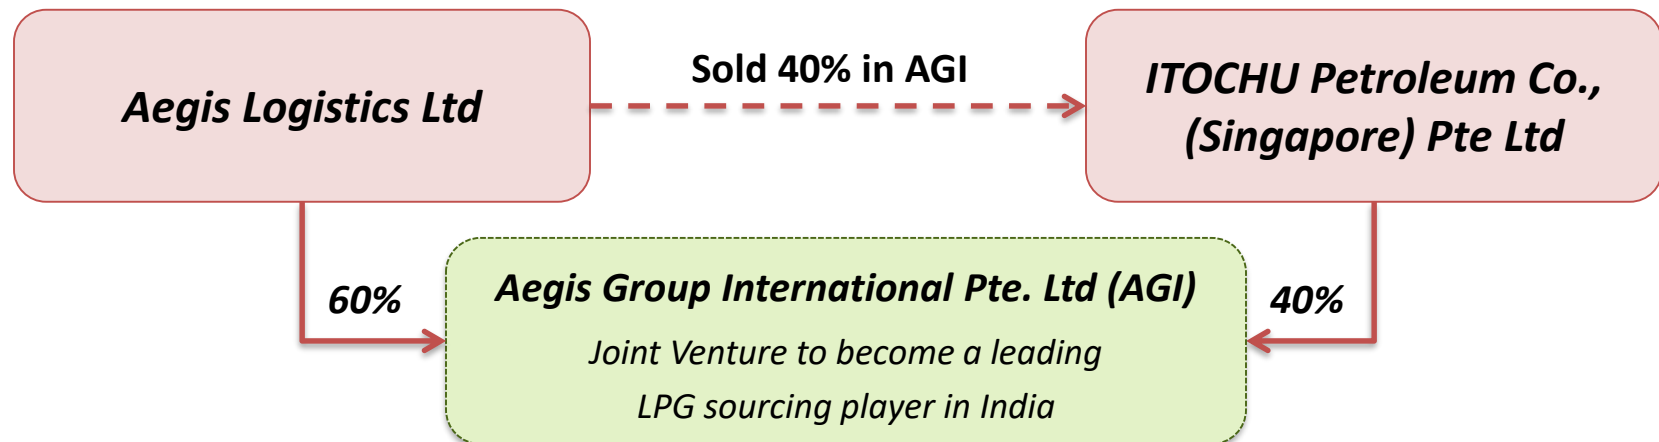 Aegis Logistics Ltd
Sold 40% in AGI
ITOCHU Petroleum Co.,
(Singapore) Pte Ltd
60%
Aegis Group International Pte. Ltd (AGI)
Joint Venture to become a leading
LPG sourcing player in India
40%